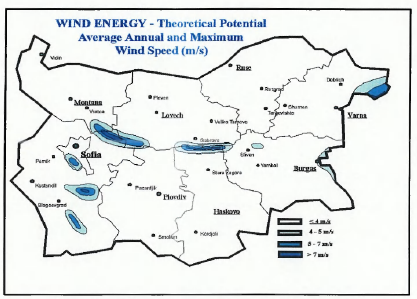 WIND ENERGY - Theoretical Potential
Average Annual and Maximum
Wind Speed (m/s)
Vidin
Ruse
Dobrich
Montana
Vratsa
Pleven
Lovech
Razgrad
Shumen
Targovishte
Varna
Veliko Tarnovo
Gabrovo
Sofia
Pernik
Sliven
Yambol
Burgas
Kustendil
Stara Zagora
Pazardjik
Plovdiv
Blagoevgrad
Haskovo
Smolian
Kardjali
< 4 m/s
4 - 5 m/s
5 - 7 m/s
> 7 m/s